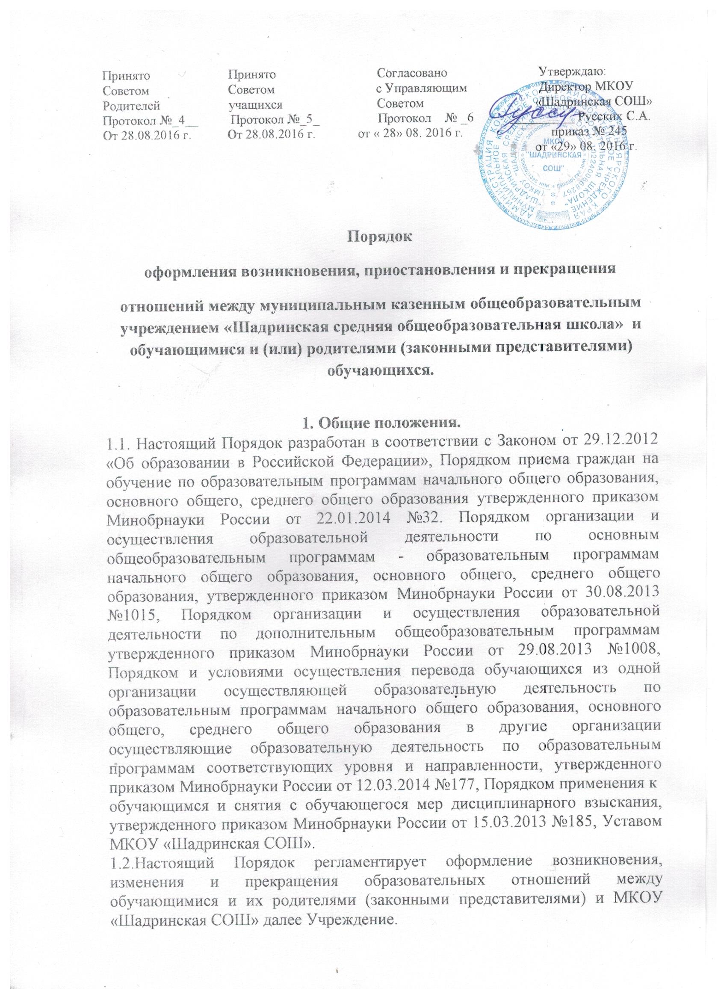 Принято
Советом
Родителей
Протокол №_4__
От 28.08.2016 г.
Принято
Советом
учащихся
Протокол №_5_
От 28.08.2016 г.
Согласовано
с Управляющим
Советом
Протокол № _6
от « 28» 08. 2016 г.
Утверждаю:
Директор МКОУ
«Шадринская СОШ»
Русских С.А.
приказ № 245
от «29» 08. 2016 г.
МКОУ
"ШАДРИНСКАЯ
СОШ"
Порядок
оформления возникновения, приостановления и прекращения
отношений между муниципальным казенным общеобразовательным
учреждением «Шадринская средняя общеобразовательная школа» и
обучающимися и (или) родителями (законными представителями)
обучающихся.
1. Общие положения.
1.1. Настоящий Порядок разработан в соответствии с Законом от 29.12.2012
«Об образовании в Российской Федерации», Порядком приема граждан на
обучение по образовательным программам начального общего образования,
основного общего, среднего общего образования утвержденного приказом
Минобрнауки России от 22.01.2014 №32. Порядком организации и
осуществления образовательной деятельности по основным
общеобразовательным программам - образовательным программам
начального общего образования, основного общего, среднего общего
образования, утвержденного приказом Минобрнауки России от 30.08.2013
№1015, Порядком организации и осуществления образовательной
деятельности по дополнительным общеобразовательным программам
утвержденного приказом Минобрнауки России от 29.08.2013 №1008,
Порядком и условиями осуществления перевода обучающихся из одной
организации осуществляющей образовательную деятельность по
образовательным программам начального общего образования, основного
общего, среднего общего образования в другие организации
осуществляющие образовательную деятельность по образовательным
программам соответствующих уровня и направленности, утвержденного
приказом Минобрнауки России от 12.03.2014 №177, Порядком применения к
обучающимся и снятия с обучающегося мер дисциплинарного взыскания,
утвержденного приказом Минобрнауки России от 15.03.2013 №185, Уставом
МКОУ «Шадринская СОШ».
1.2.Настоящий Порядок регламентирует оформление возникновения,
изменения и прекращения образовательных отношений между
обучающимися и их родителями (законными представителями) и МКОУ
«Шадринская СОШ» далее Учреждение.